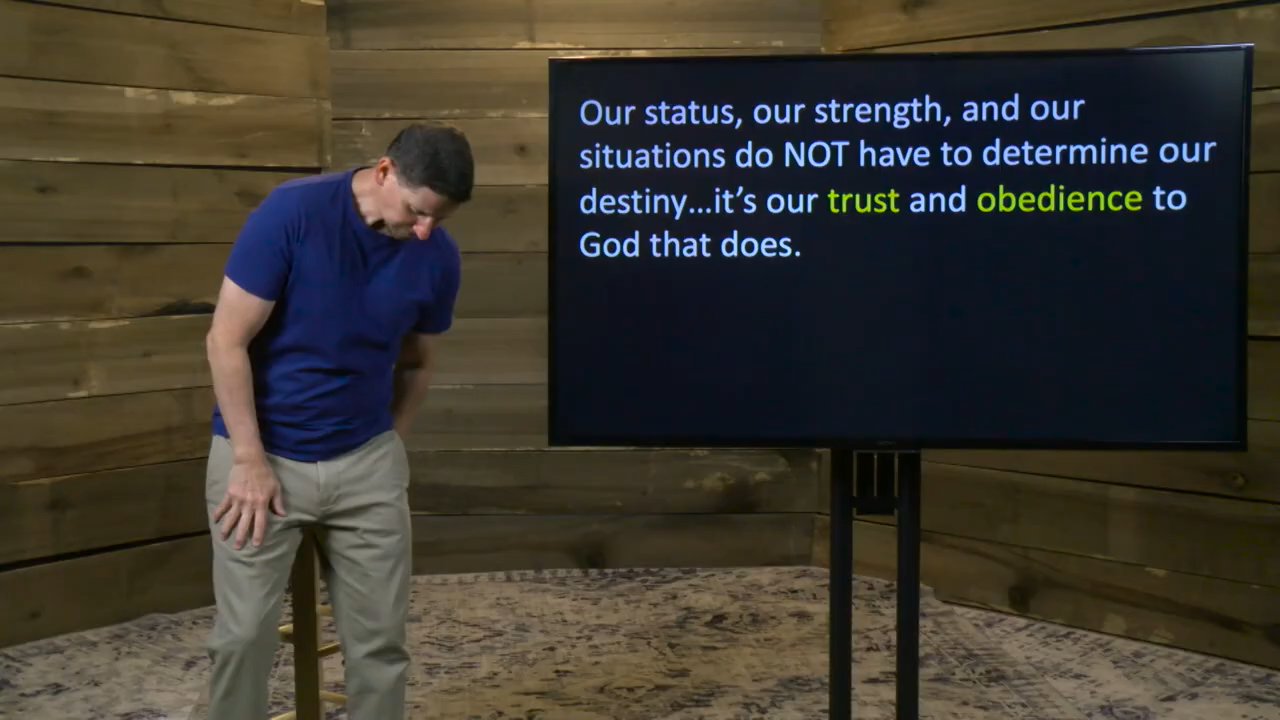 Our status, our strength, and our
situations do NOT have to determine our
destiny...it's our trust and obedience to
God that does.